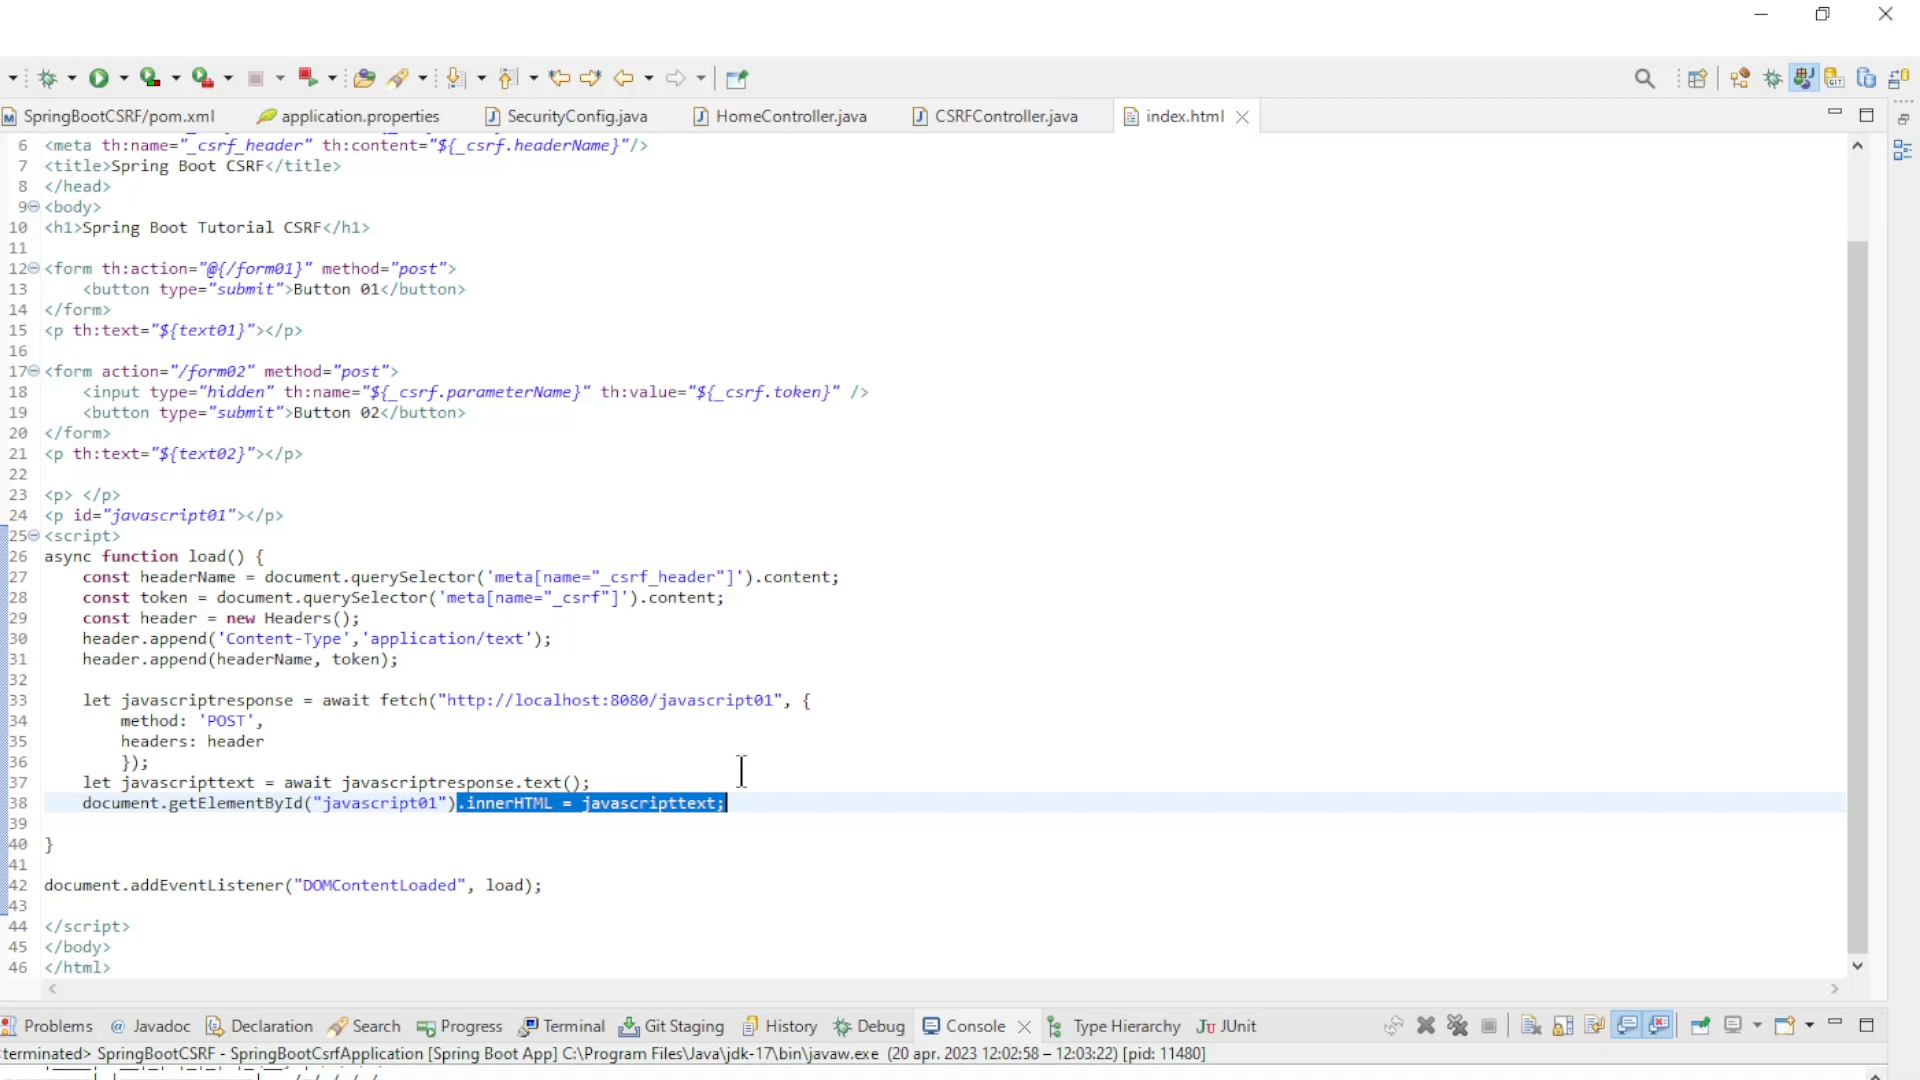 SpringBootCSRF/pom.xml application.properties SecurityConfig.java HomeController.java CSRFController.java index.html
6 <meta th:name="_csrf_header" th:content="${_csrf.headerName}"/>
7 <title>Spring Boot CSRF</title>
8 </head>
9 <body>
10 <h1>Spring Boot Tutorial CSRF</h1>
11
12 <form th:action="@{/form01}" method="post">
13     <button type="submit">Button 01</button>
14 </form>
15 <p th:text="${text01}"></p>
16
17 <form action="/form02" method="post">
18     <input type="hidden" th:name="${_csrf.parameterName}" th:value="${_csrf.token}" />
19     <button type="submit">Button 02</button>
20 </form>
21 <p th:text="${text02}"></p>
22
23 <p> </p>
24 <p id="javascript01"></p>
25 <script>
26 async function load() {
27     const headerName = document.querySelector('meta[name="_csrf_header"]').content;
28     const token = document.querySelector('meta[name="_csrf"]').content;
29     const header = new Headers();
30     header.append('Content-Type','application/text');
31     header.append(headerName, token);
32
33     let javascriptresponse = await fetch("http://localhost:8080/javascript01", {
34         method: 'POST',
35         headers: header
36         });
37     let javascripttext = await javascriptresponse.text();
38     document.getElementById("javascript01").innerHTML = javascripttext;
39
40 }
41
42 document.addEventListener("DOMContentLoaded", load);
43
44 </script>
45 </body>
46 </html>
Problems @ Javadoc Declaration Search Progress Terminal Git Staging History Debug Console Type Hierarchy JUnit
<terminated> SpringBootCSRF - SpringBootCsrfApplication [Spring Boot App] C:\Program Files\Java\jdk-17\bin\javaw.exe (20 apr. 2023 12:02:58 – 12:03:22) [pid: 11480]